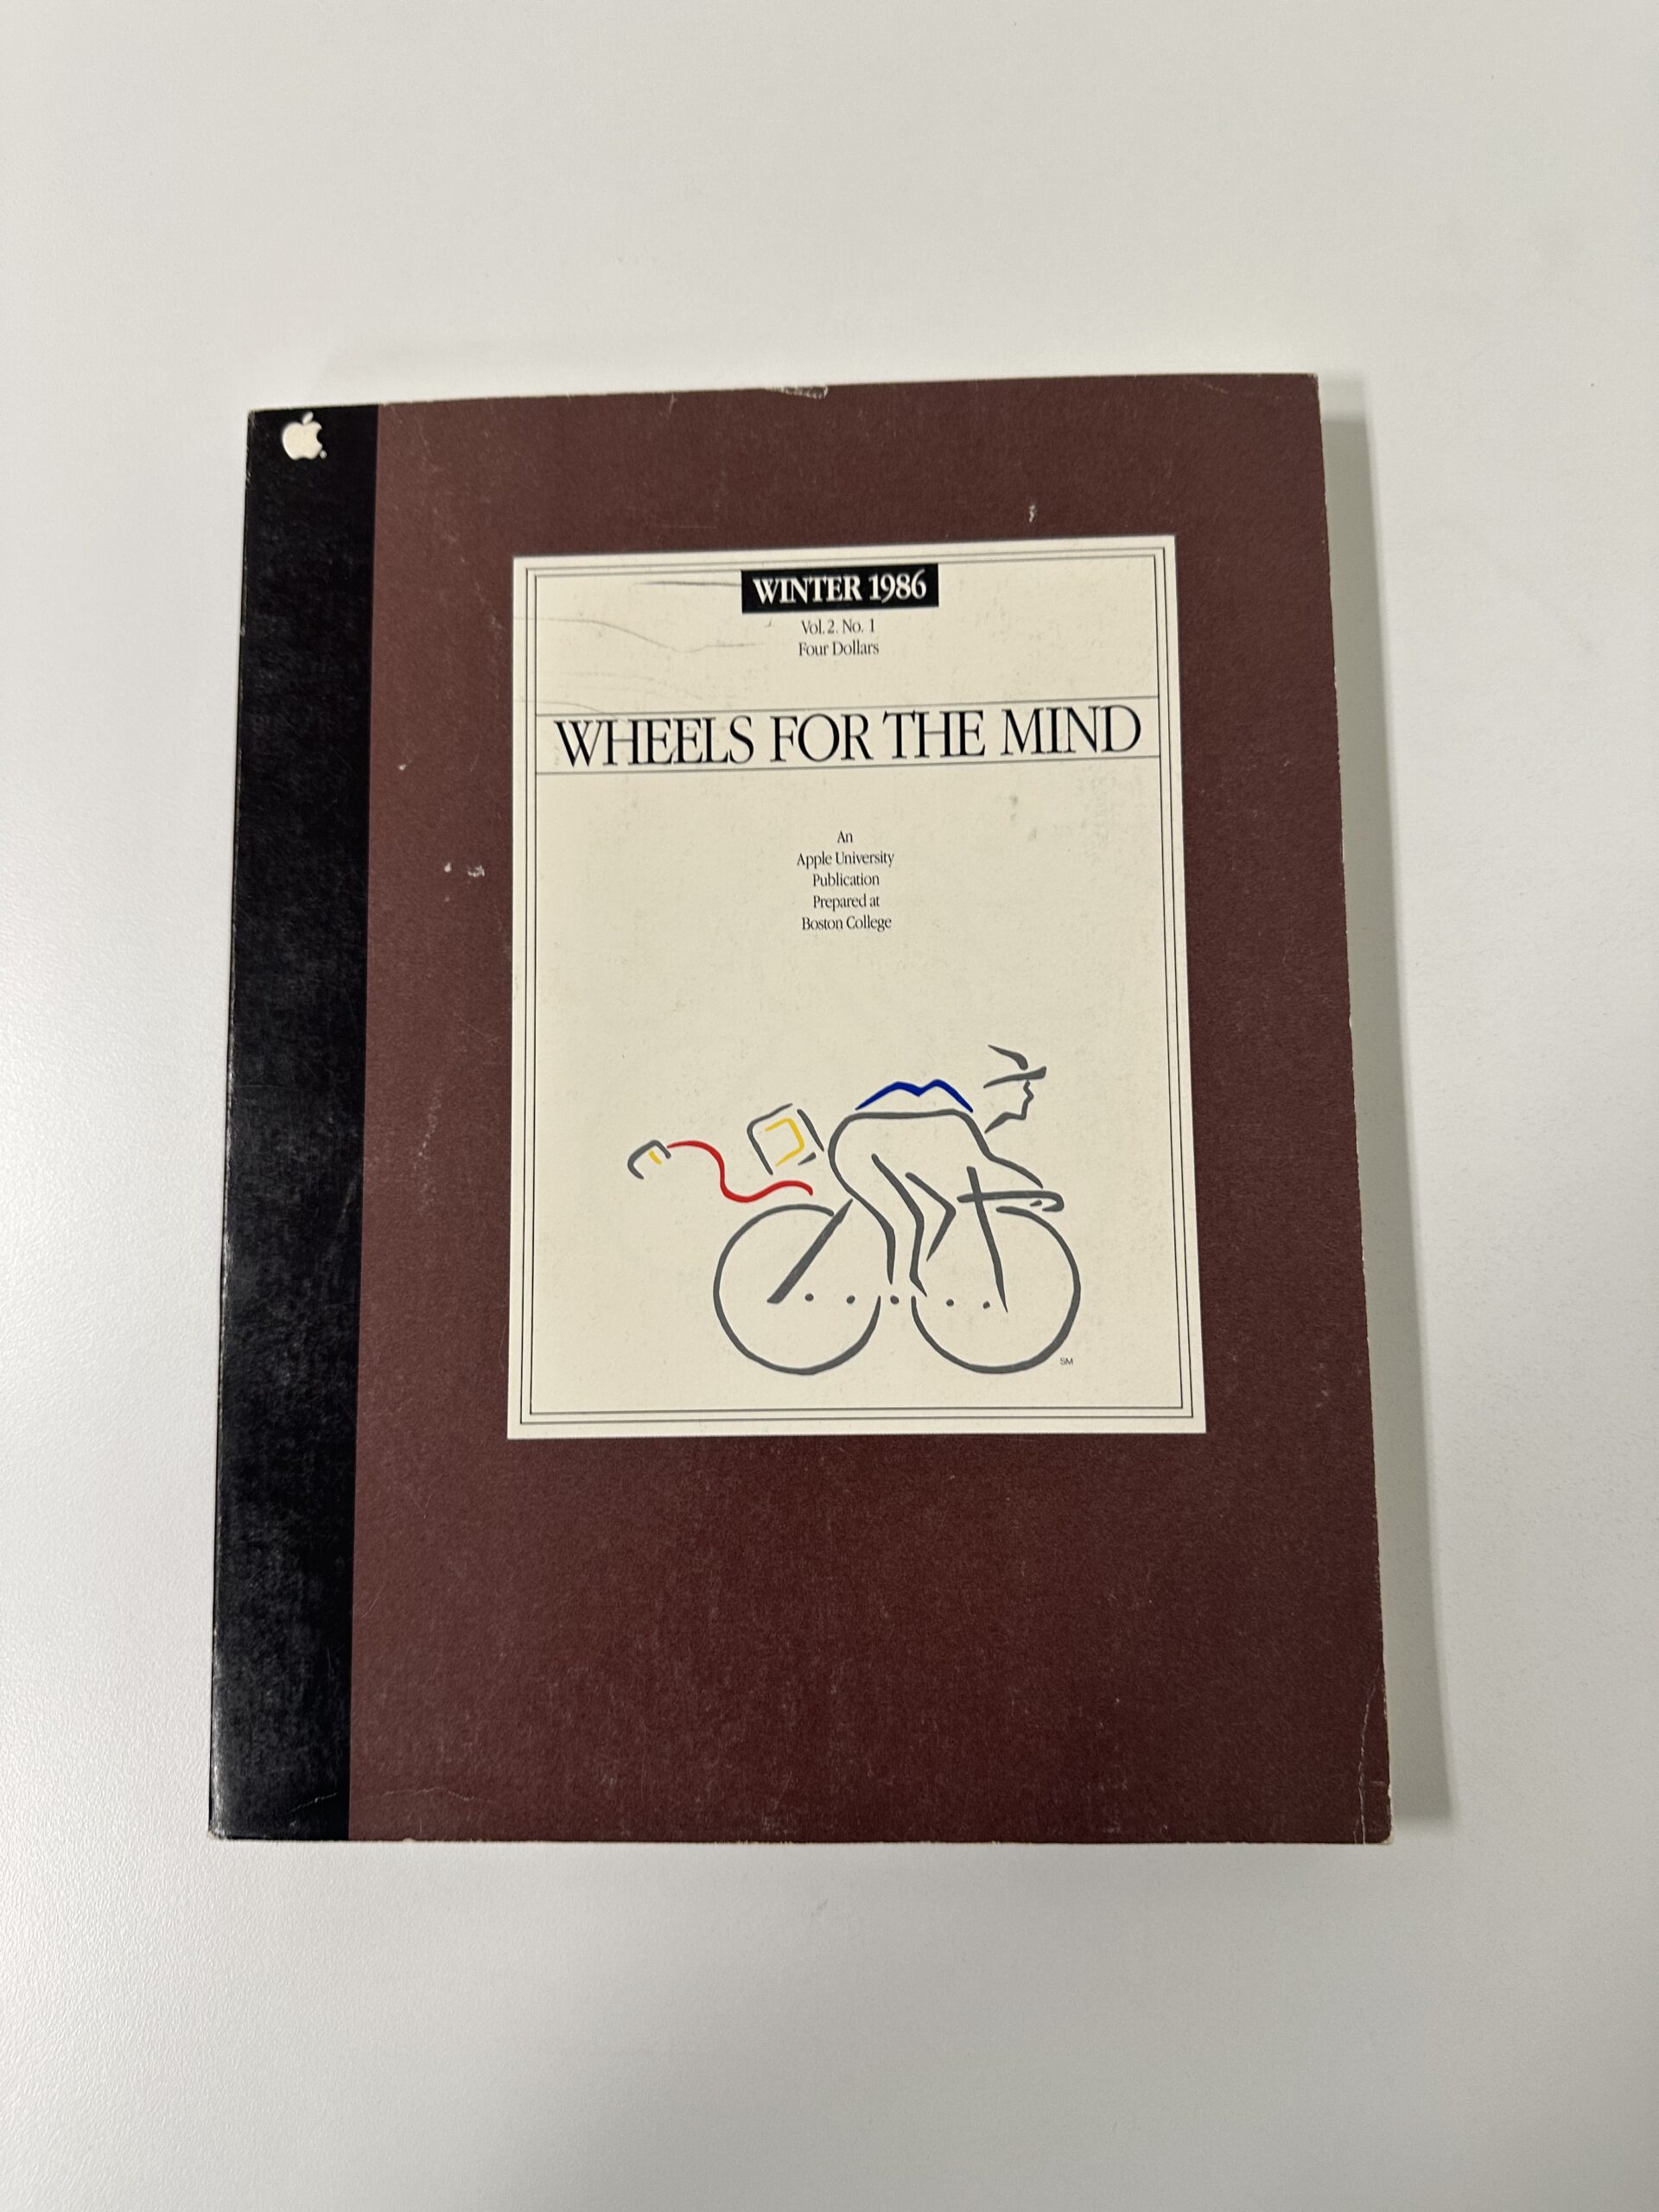 WINTER 1986
Vol.2. No. 1
Four Dollars
WHEELS FOR THE MIND
An
Apple University
Publication
Prepared at
Boston College
SM